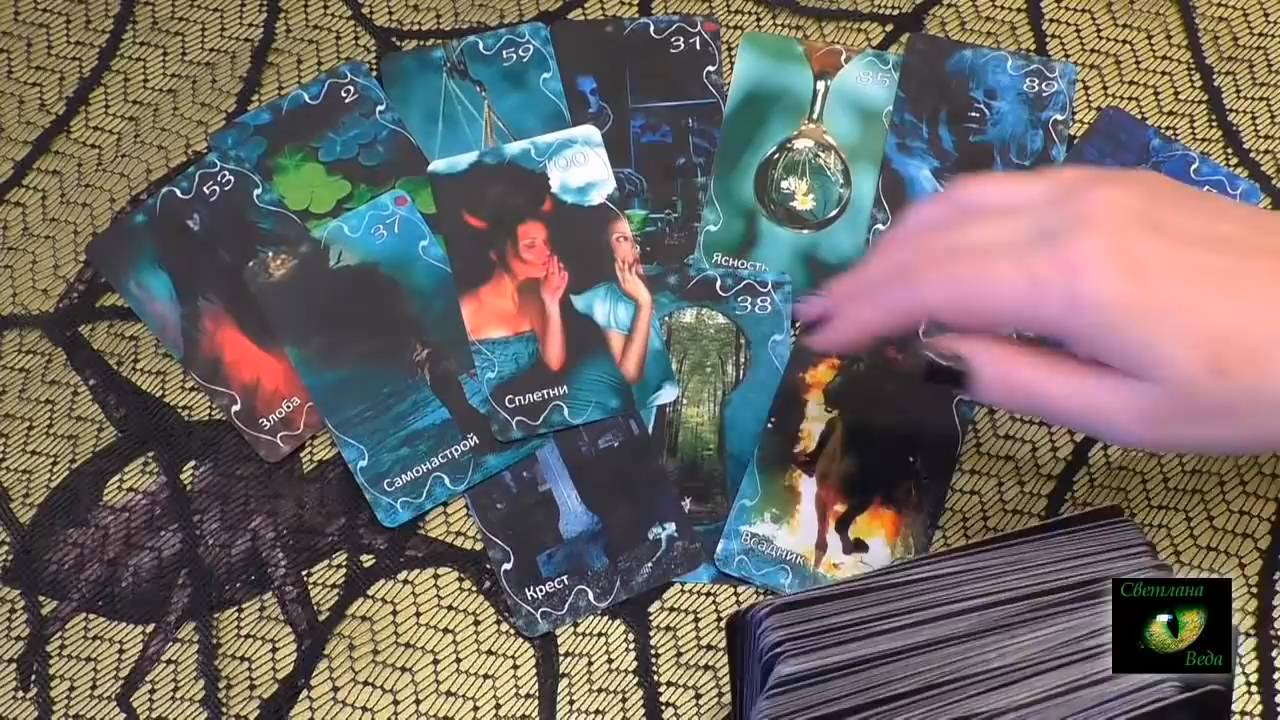 59
31
85
89
2
53
37
100
Ясность
38
Злоба
Сплетни
Самонастрой
Крест
Всадник
Светлана
Веда